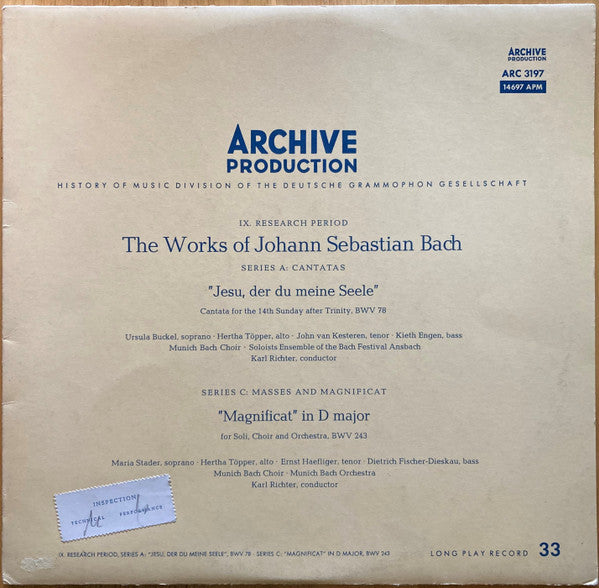 ARCHIVE
PRODUCTION
ARC 3197
14697 APM
ARCHIVE
PRODUCTION
HISTORY OF MUSIC DIVISION OF THE DEUTSCHE GRAMMOPHON GESELLSCHAFT
IX. RESEARCH PERIOD
The Works of Johann Sebastian Bach
SERIES A: CANTATAS
"Jesu, der du meine Seele"
Cantata for the 14th Sunday after Trinity, BWV 78
Ursula Buckel, soprano · Hertha Töpper, alto · John van Kesteren, tenor · Kieth Engen, bass
Munich Bach Choir · Soloists Ensemble of the Bach Festival Ansbach
Karl Richter, conductor
SERIES C: MASSES AND MAGNIFICAT
"Magnificat" in D major
for Soli, Choir and Orchestra, BWV 243
Maria Stader, soprano · Hertha Töpper, alto · Ernst Haefliger, tenor · Dietrich Fischer-Dieskau, bass
Munich Bach Choir · Munich Bach Orchestra
Karl Richter, conductor
INSPECTION
TECHNICAL PERFORMANCE
IX. RESEARCH PERIOD, SERIES A: "JESU, DER DU MEINE SEELE", BWV 78 · SERIES C: "MAGNIFICAT" IN D MAJOR, BWV 243
LONG PLAY RECORD 33